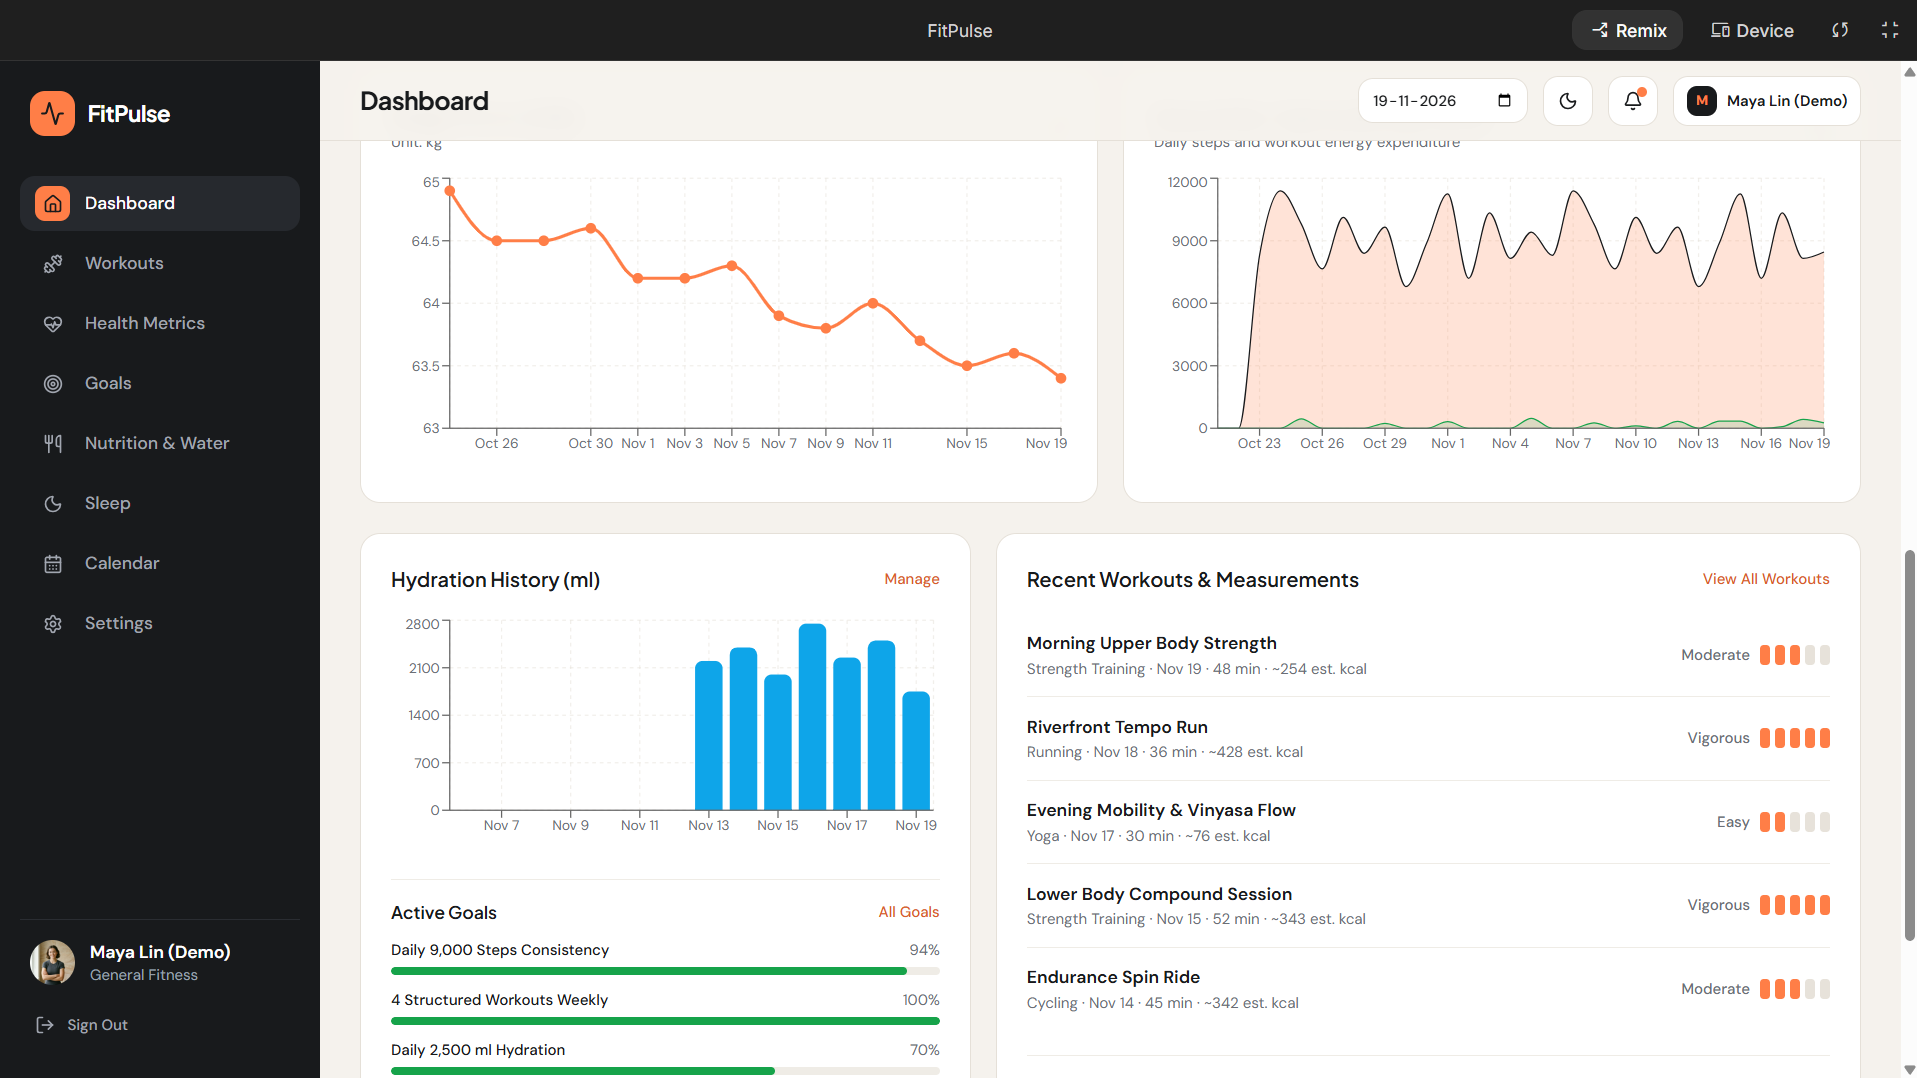 FitPulse
Remix
Device
FitPulse
Dashboard
Workouts
Health Metrics
Goals
Nutrition & Water
Sleep
Calendar
Settings
Maya Lin (Demo)
General Fitness
Sign Out
Dashboard
19-11-2026
M
Maya Lin (Demo)
Unit: kg
65
64.5
64
63.5
63
Oct 26
Oct 30
Nov 1
Nov 3
Nov 5
Nov 7
Nov 9
Nov 11
Nov 15
Nov 19
Daily steps and workout energy expenditure
12000
9000
6000
3000
0
Oct 23
Oct 26
Oct 29
Nov 1
Nov 4
Nov 7
Nov 10
Nov 13
Nov 16
Nov 19
Hydration History (ml)
Manage
2800
2100
1400
700
0
Nov 7
Nov 9
Nov 11
Nov 13
Nov 15
Nov 17
Nov 19
Active Goals
All Goals
Daily 9,000 Steps Consistency
94%
4 Structured Workouts Weekly
100%
Daily 2,500 ml Hydration
70%
Recent Workouts & Measurements
View All Workouts
Morning Upper Body Strength
Strength Training · Nov 19 · 48 min · ~254 est. kcal
Moderate
Riverfront Tempo Run
Running · Nov 18 · 36 min · ~428 est. kcal
Vigorous
Evening Mobility & Vinyasa Flow
Yoga · Nov 17 · 30 min · ~76 est. kcal
Easy
Lower Body Compound Session
Strength Training · Nov 15 · 52 min · ~343 est. kcal
Vigorous
Endurance Spin Ride
Cycling · Nov 14 · 45 min · ~342 est. kcal
Moderate